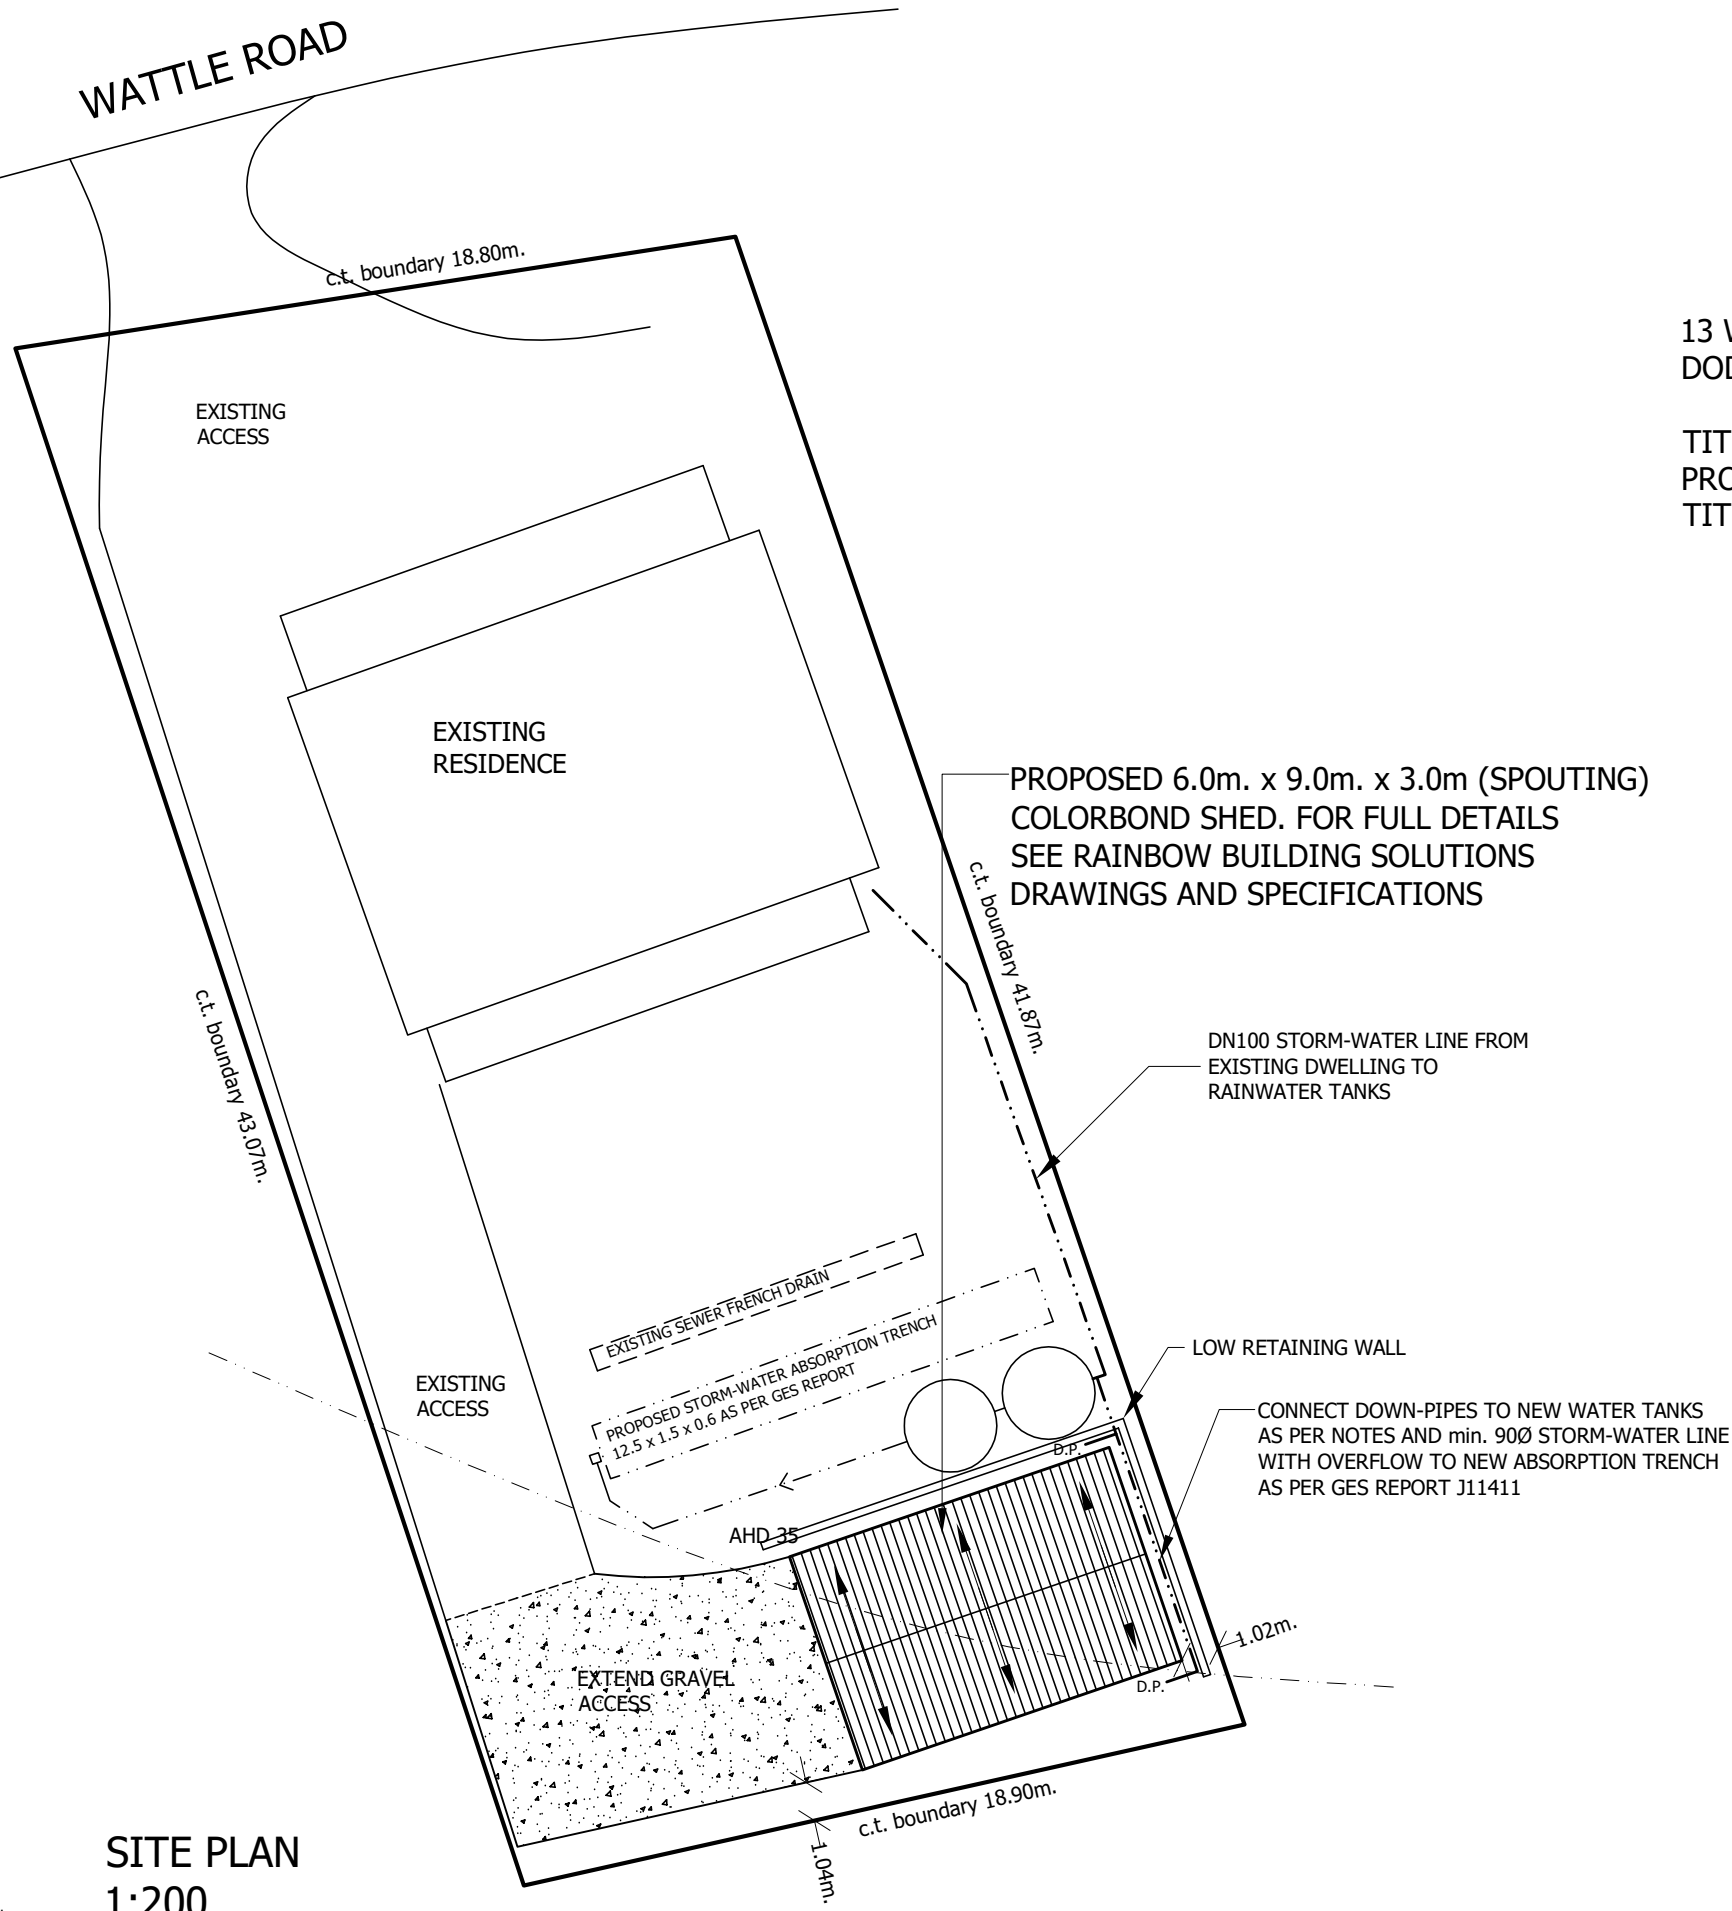 WATTLE ROAD
c.t. boundary 18.80m.
13
TIT
EXISTING
ACCESS
EXISTING
RESIDENCE
PROPOSED 6.0m. x 9.0m. x 3.0m (SPOUTING)
COLORBOND SHED. FOR FULL DETAILS
SEE RAINBOW BUILDING SOLUTIONS
DRAWINGS AND SPECIFICATIONS
c.t. boundary 41.87m.
c.t. boundary 43.07m.
DN100 STORM-WATER LINE FROM
EXISTING DWELLING TO
RAINWATER TANKS
EXISTING SEWER FRENCH DRAIN
PROPOSED STORM-WATER ABSORPTION TRENCH
12.5 x 1.5 x 0.6 AS PER GES REPORT
LOW RETAINING WALL
EXISTING
ACCESS
CONNECT DOWN-PIPES TO NEW WATER TANKS
AS PER NOTES AND min. 90Ø STORM-WATER LINE
WITH OVERFLOW TO NEW ABSORPTION TRENCH
AS PER GES REPORT J11411
D.P.
AHD 35
1.02m.
EXTEND GRAVEL
ACCESS
D.P.
c.t. boundary 18.90m.
1.04m.
SITE PLAN
1:200